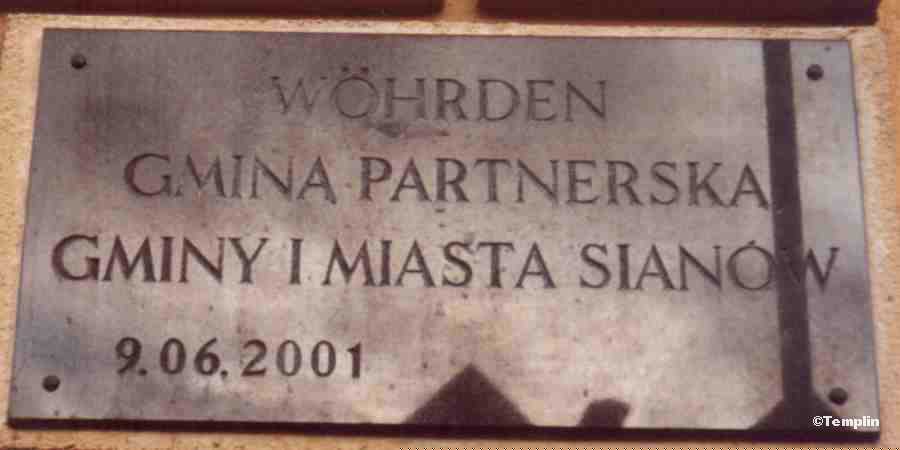 WÖHRDEN
GMINA PARTNERSKA
GMINY I MIASTA SIANÓW
9.06.2001
©Templin